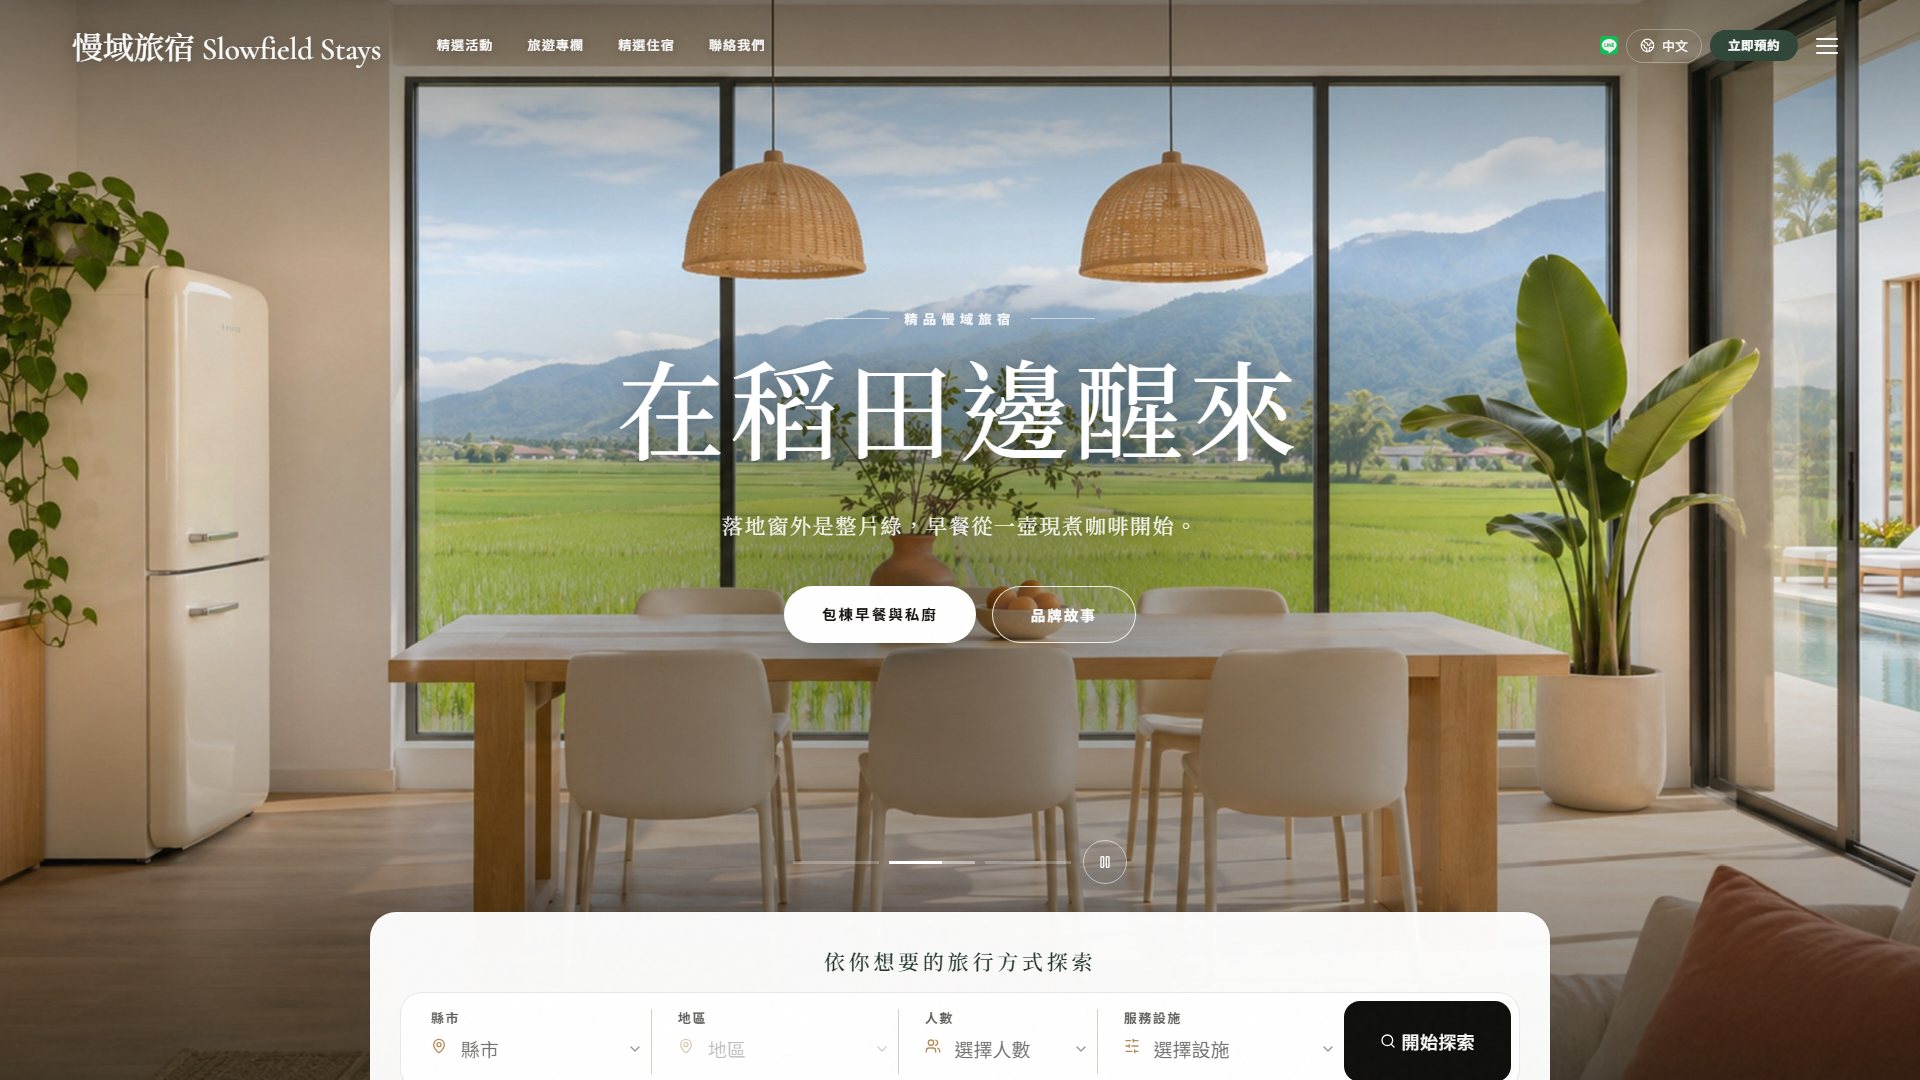 慢域旅宿 Slowfield Stays
精選活動 旅遊專欄 精選住宿 聯絡我們
LINE 中文 立即預約
精品慢域旅宿
在稻田邊醒來
落地窗外是整片綠，早餐從一壺現煮咖啡開始。
包棟早餐與私廚 品牌故事
依你想要的旅行方式探索
縣市 地區 人數 服務設施
縣市 地區 選擇人數 選擇設施 開始探索